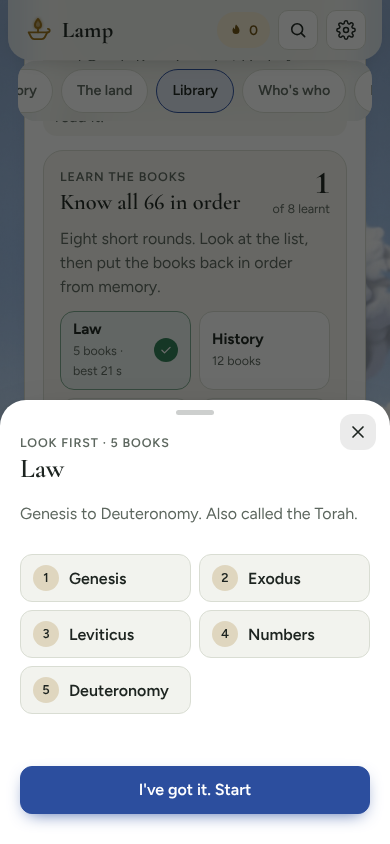 Lamp
0
ory
The land
Library
Who's who
LEARN THE BOOKS
Know all 66 in order
1
of 8 learnt
Eight short rounds. Look at the list,
then put the books back in order
from memory.
Law
5 books ·
best 21 s
History
12 books
LOOK FIRST · 5 BOOKS
Law
Genesis to Deuteronomy. Also called the Torah.
1 Genesis
2 Exodus
3 Leviticus
4 Numbers
5 Deuteronomy
I've got it. Start